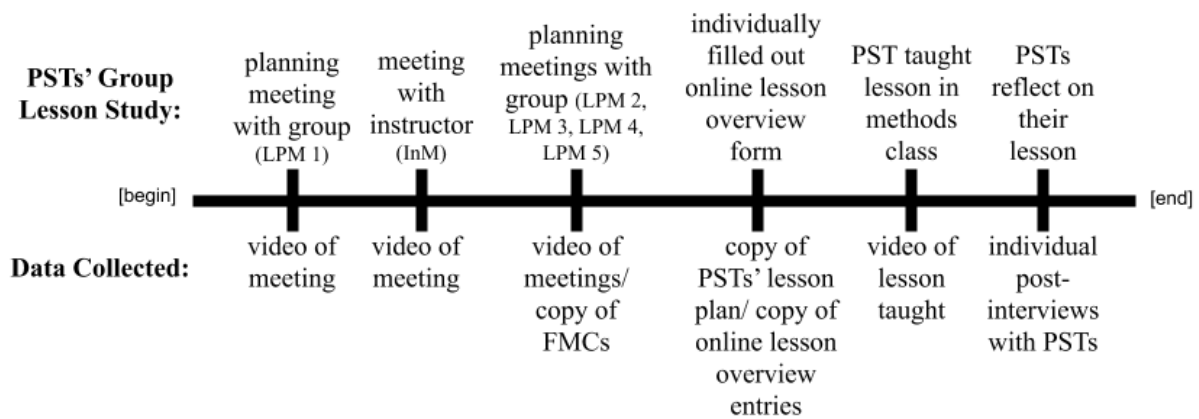 PSTs' Group
Lesson Study:
planning
meeting
with group
(LPM 1)
meeting
with
instructor
(InM)
planning
meetings with
group (LPM 2,
LPM 3, LPM 4,
LPM 5)
individually
filled out
online lesson
overview
form
PST taught
lesson in
methods
class
PSTs
reflect on
their
lesson
[begin]
[end]
Data Collected:
video of
meeting
video of
meeting
video of
meetings/
copy of
FMCs
copy of
PSTs' lesson
plan/ copy of
online lesson
overview
entries
video of
lesson
taught
individual
post-
interviews
with PSTs